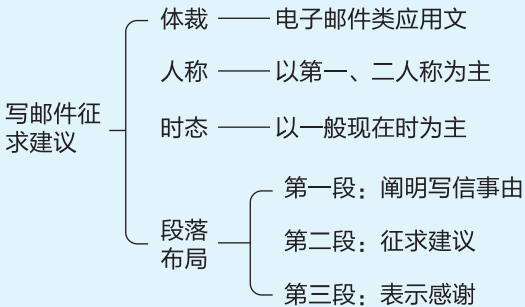 写邮件征
求建议
体裁 电子邮件类应用文
人称 以第一、二人称为主
时态 以一般现在时为主
段落
布局
第一段：阐明写信事由
第二段：征求建议
第三段：表示感谢